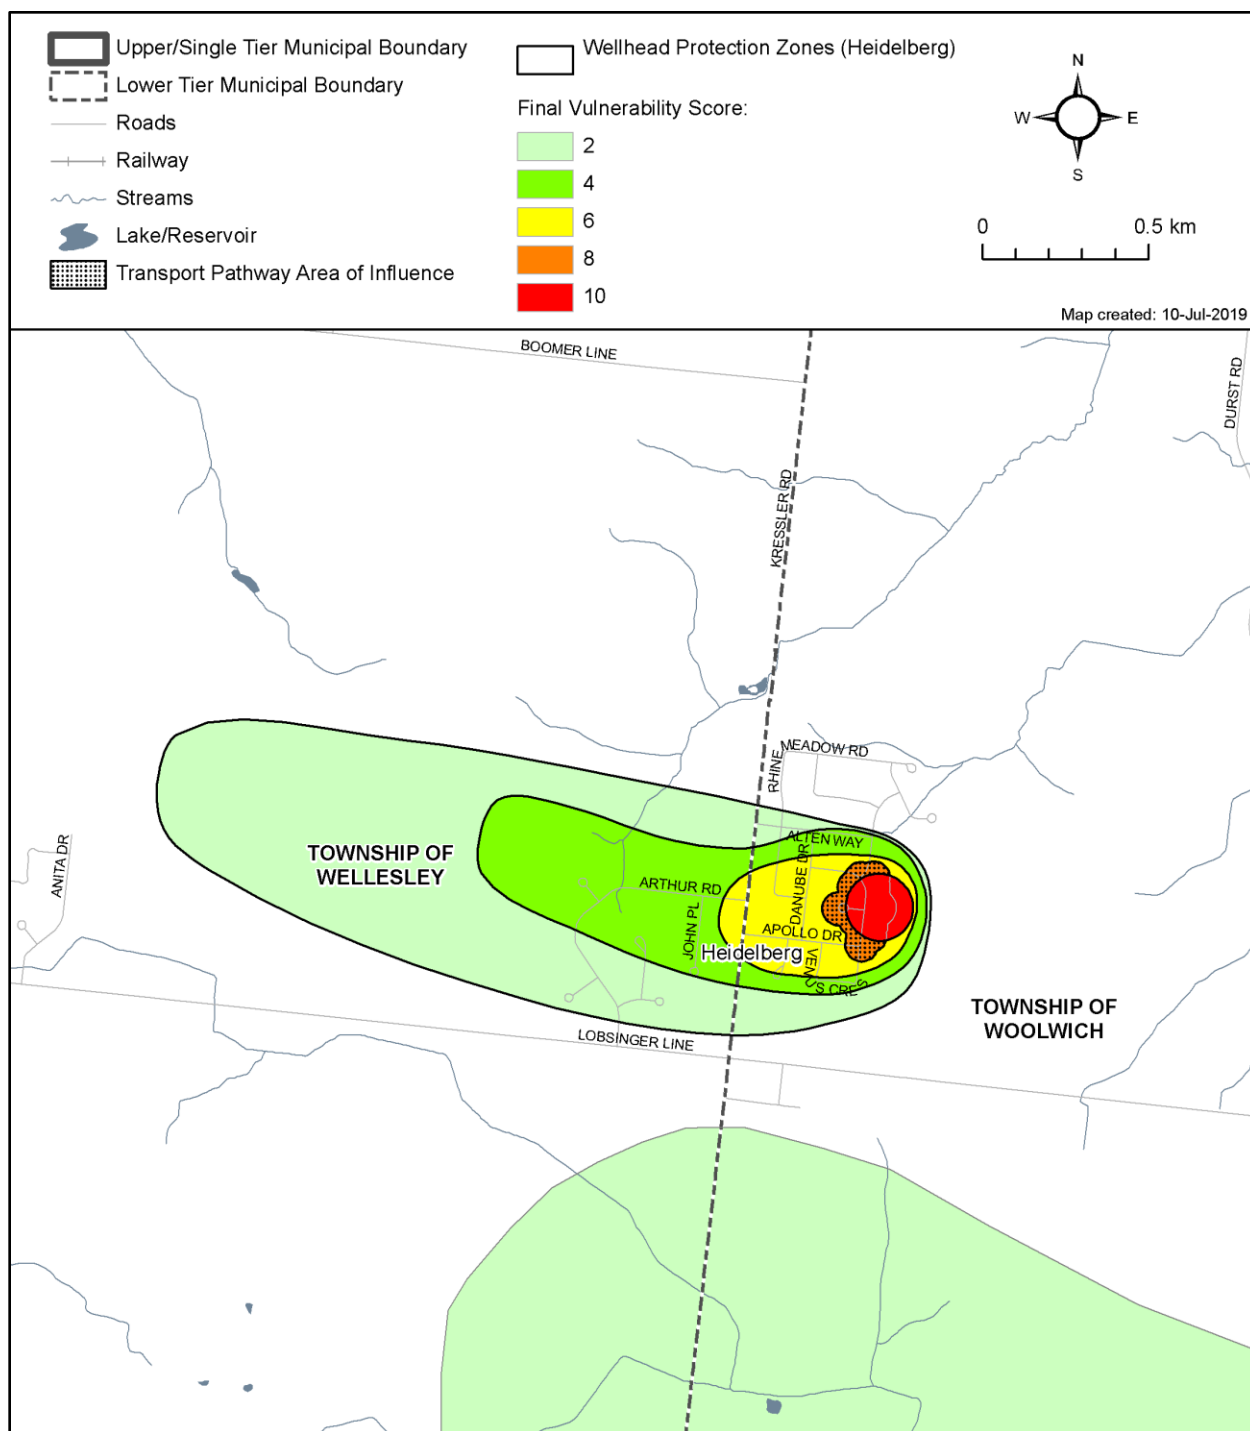 Upper/Single Tier Municipal Boundary
Lower Tier Municipal Boundary
Roads
Railway
Streams
Lake/Reservoir
Transport Pathway Area of Influence
Wellhead Protection Zones (Heidelberg)
Final Vulnerability Score:
2
4
6
8
10
N
W
E
S
0
0.5 km
Map created: 10-Jul-2019
BOOMER LINE
DURST RD
KRESSLER RD
MEADOW RD
RHINE
ALTEN WAY
ANITA DR
TOWNSHIP OF
WELLESLEY
DANUBE DR
ARTHUR RD
JOHN PL
APOLLO DR
Heidelberg
VENUS CRES
TOWNSHIP OF
WOOLWICH
LOBSINGER LINE